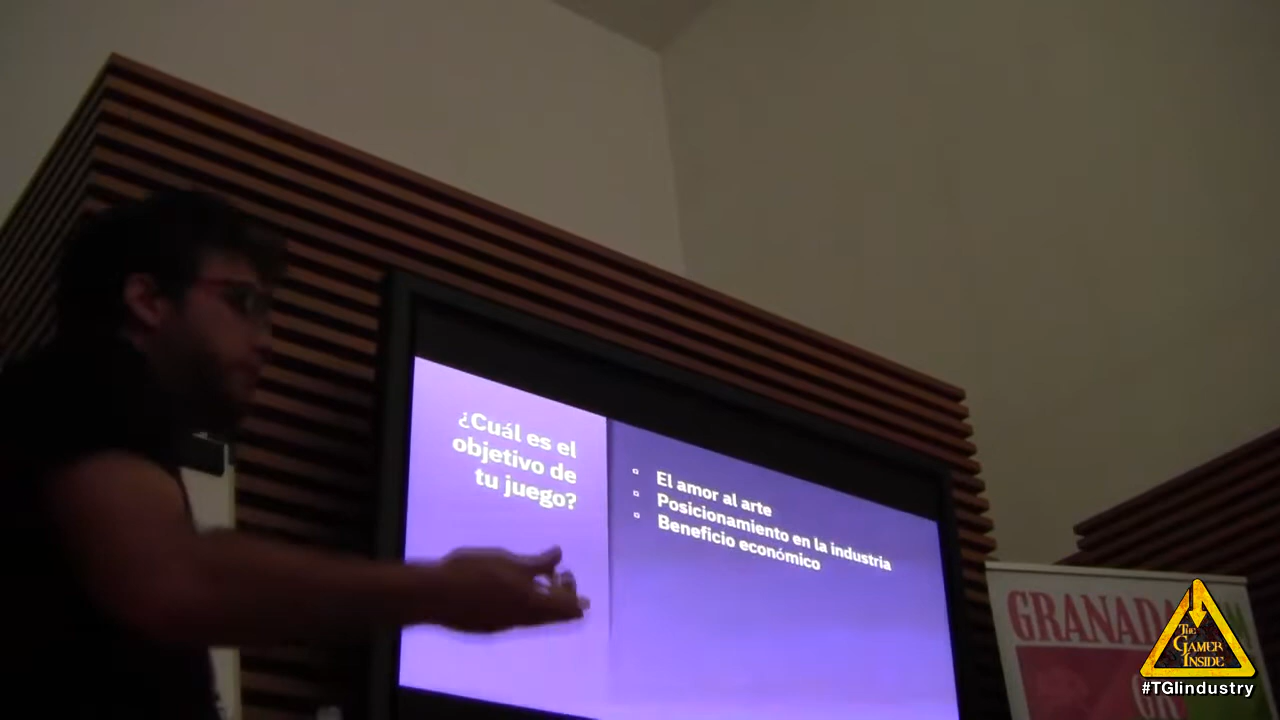 ¿Cuál es el
objetivo de
tu juego?
▫ El amor al arte
▫ Posicionamiento en la industria
▫ Beneficio económico
GRANADA
THE
GAMER
INSIDE
#TGIindustry